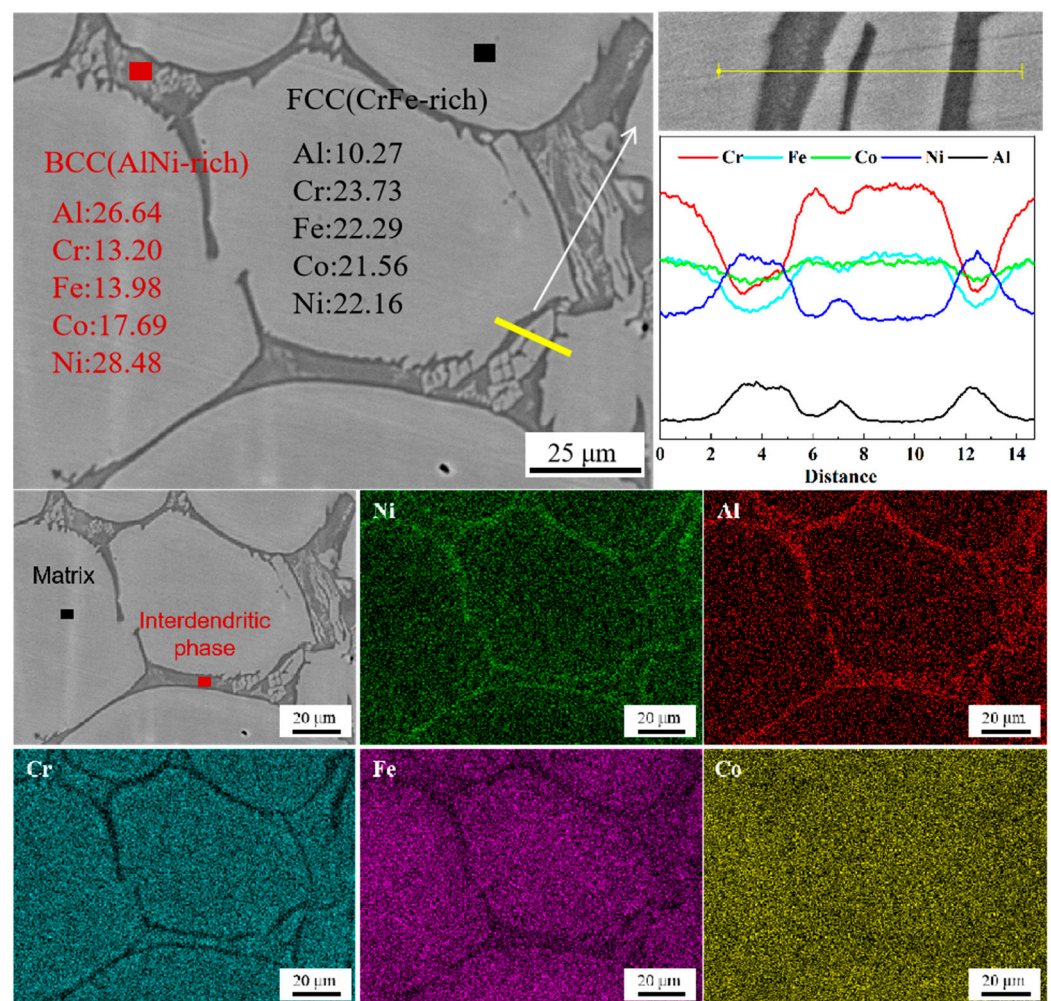 FCC(CrFe-rich)
Al:10.27
Cr:23.73
Fe:22.29
Co:21.56
Ni:22.16
BCC(AlNi-rich)
Al:26.64
Cr:13.20
Fe:13.98
Co:17.69
Ni:28.48
25 μm
Cr Fe Co Ni Al
0 2 4 6 8 10 12 14
Distance
Matrix
Interdendritic
phase
20 μm
Ni
20 μm
Al
20 μm
Cr
20 μm
Fe
20 μm
Co
20 μm